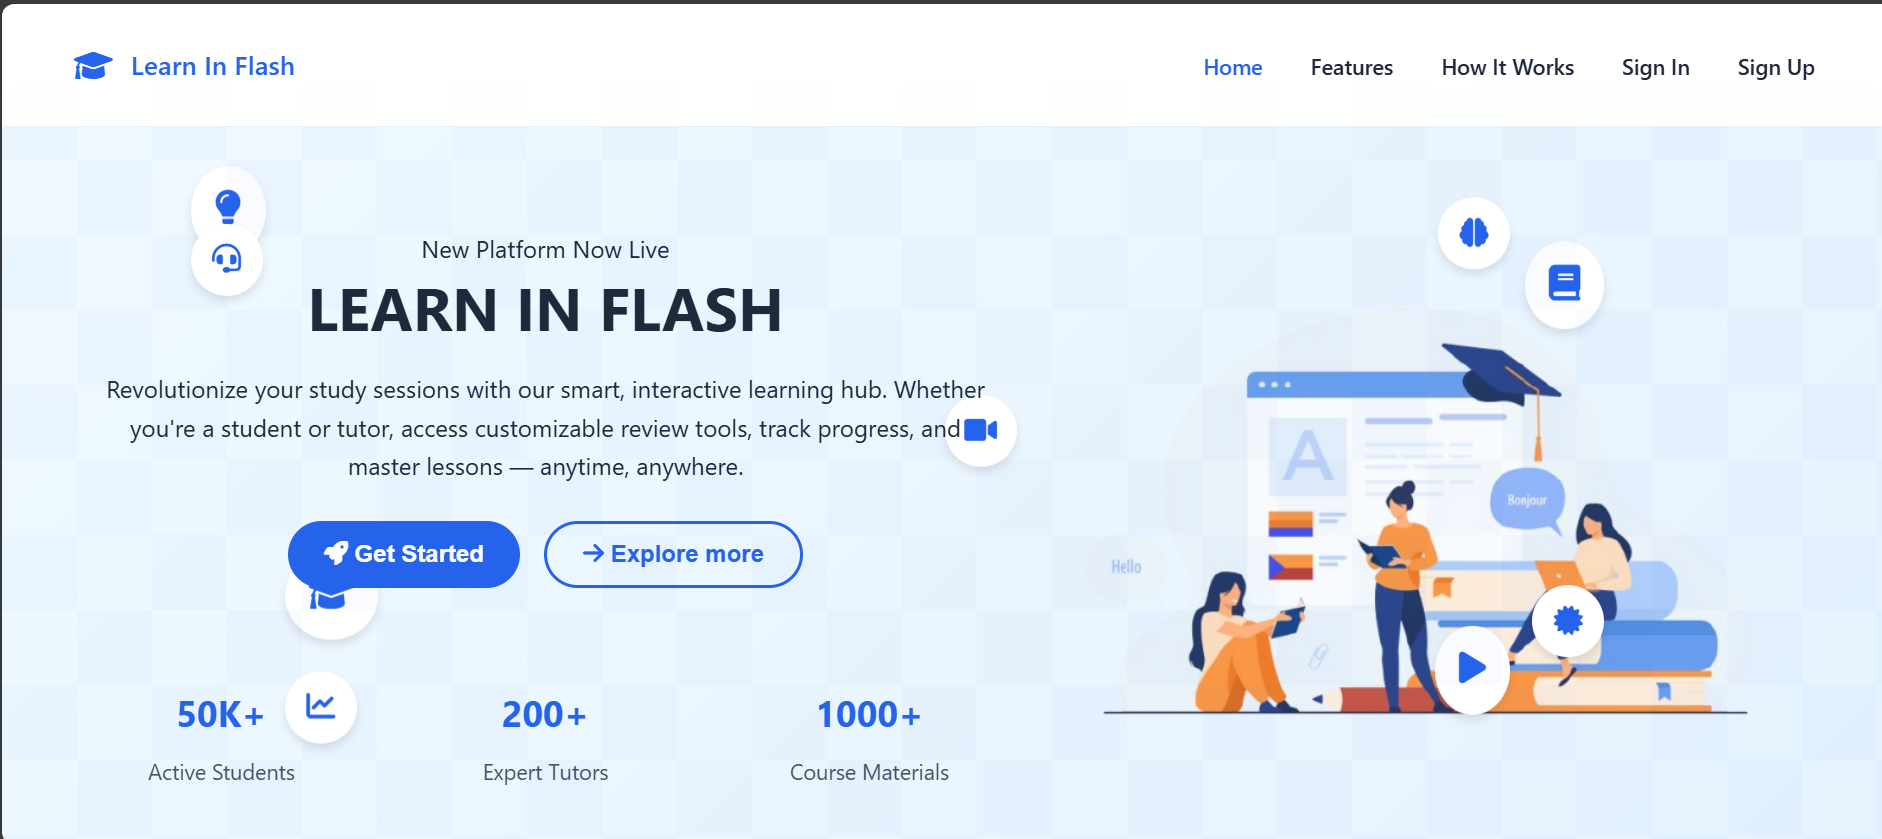 Learn In Flash
Home
Features
How It Works
Sign In
Sign Up
New Platform Now Live
LEARN IN FLASH
Revolutionize your study sessions with our smart, interactive learning hub. Whether
you're a student or tutor, access customizable review tools, track progress, and
master lessons — anytime, anywhere.
Get Started
Explore more
50K+
Active Students
200+
Expert Tutors
1000+
Course Materials
A
Bonjour
Hello